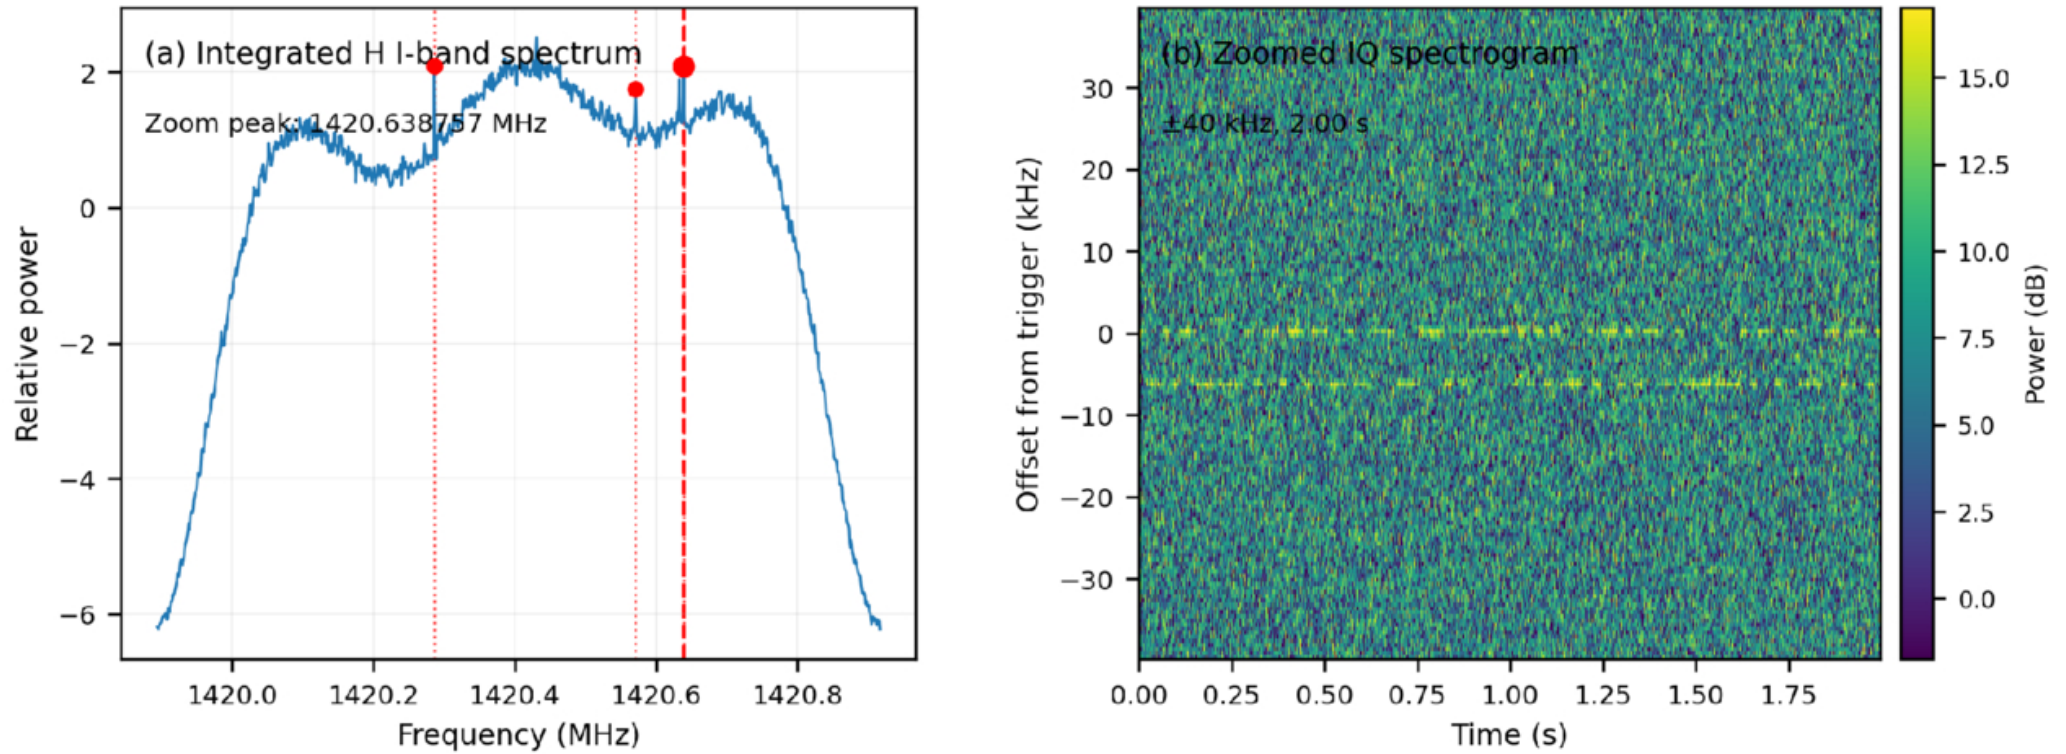 (a) Integrated H I-band spectrum
Zoom peak: 1420.638757 MHz
2
0
−2
−4
−6
Relative power
1420.0 1420.2 1420.4 1420.6 1420.8
Frequency (MHz)
(b) Zoomed IQ spectrogram
±40 kHz, 2.00 s
30
20
10
0
−10
−20
−30
Offset from trigger (kHz)
0.00 0.25 0.50 0.75 1.00 1.25 1.50 1.75
Time (s)
15.0
12.5
10.0
7.5
5.0
2.5
0.0
Power (dB)